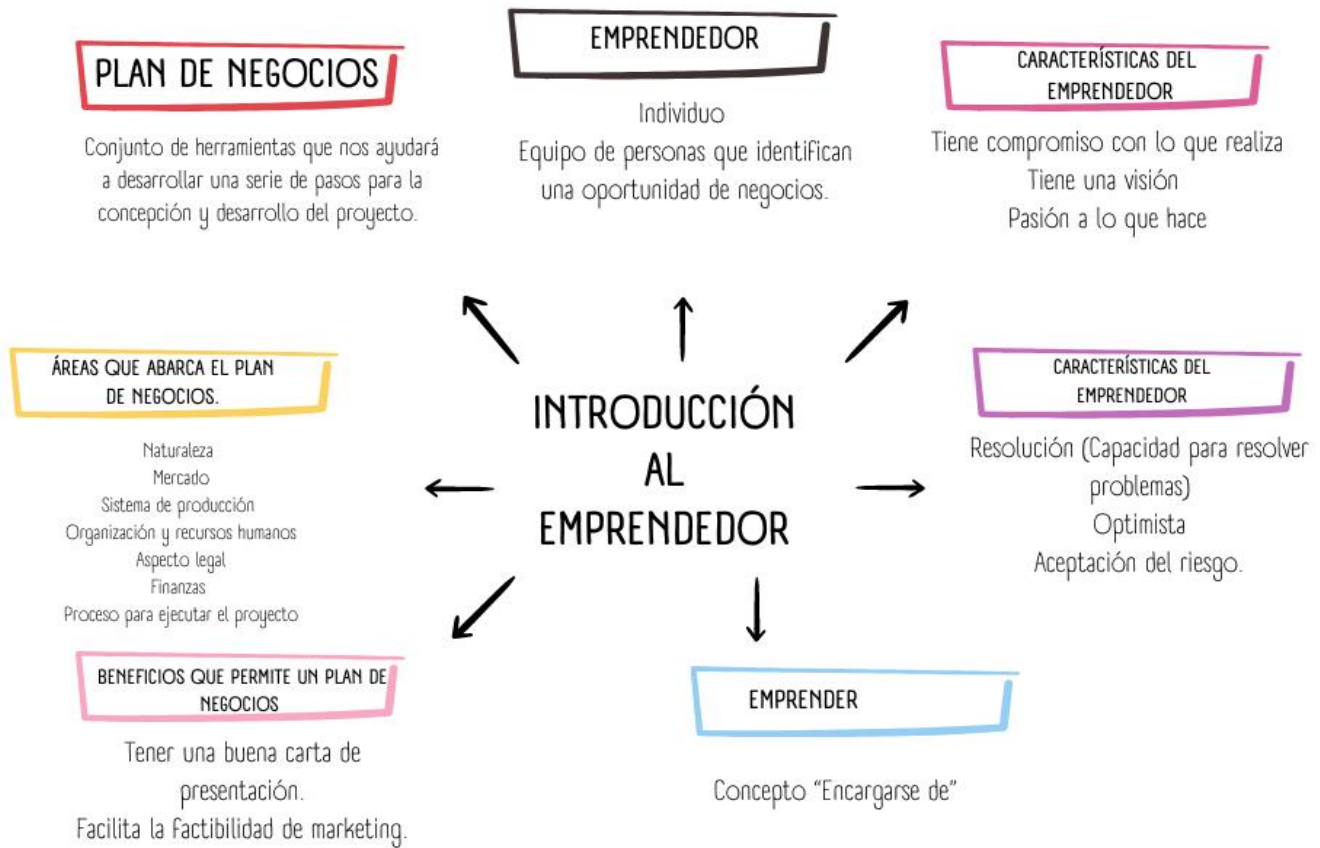 PLAN DE NEGOCIOS
Conjunto de herramientas que nos ayudará
a desarrollar una serie de pasos para la
concepción y desarrollo del proyecto.
EMPRENDEDOR
Individuo
Equipo de personas que identifican
una oportunidad de negocios.
CARACTERÍSTICAS DEL
EMPRENDEDOR
Tiene compromiso con lo que realiza
Tiene una visión
Pasión a lo que hace
ÁREAS QUE ABARCA EL PLAN
DE NEGOCIOS.
Naturaleza
Mercado
Sistema de producción
Organización y recursos humanos
Aspecto legal
Finanzas
Proceso para ejecutar el proyecto
INTRODUCCIÓN
AL
EMPRENDEDOR
CARACTERÍSTICAS DEL
EMPRENDEDOR
Resolución (Capacidad para resolver
problemas)
Optimista
Aceptación del riesgo.
BENEFICIOS QUE PERMITE UN PLAN DE
NEGOCIOS
Tener una buena carta de
presentación.
Facilita la factibilidad de marketing.
EMPRENDER
Concepto “Encargarse de”